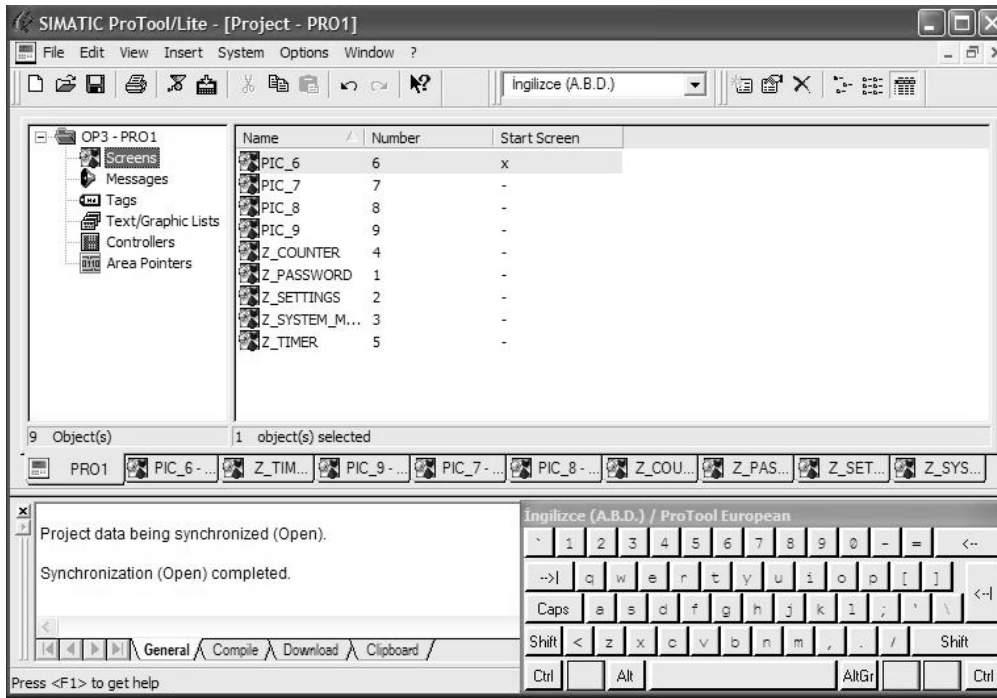 SIMATIC ProTool/Lite - [Project - PRO1]
File Edit View Insert System Options Window ?
İngilizce (A.B.D.)
OP3 - PRO1
Screens
Messages
Tags
Text/Graphic Lists
Controllers
Area Pointers
Name Number Start Screen
PIC_6 6 x
PIC_7 7 -
PIC_8 8 -
PIC_9 9 -
Z_COUNTER 4 -
Z_PASSWORD 1 -
Z_SETTINGS 2 -
Z_SYSTEM_M... 3 -
Z_TIMER 5 -
9 Object(s) 1 object(s) selected
PRO1 PIC_6 - ... Z_TIM... PIC_9 - ... PIC_7 - ... PIC_8 - ... Z_COU... Z_PAS... Z_SET... Z_SYS...
Project data being synchronized (Open).
Synchronization (Open) completed.
General Compile Download Clipboard
Press <F1> to get help
İngilizce (A.B.D.) / ProTool European
` 1 2 3 4 5 6 7 8 9 0 - = <--
-->| q w e r t y u i o p [ ] <--|
Caps a s d f g h j k l ; ' \
Shift < z x c v b n m , . / Shift
Ctrl Alt AltGr Ctrl